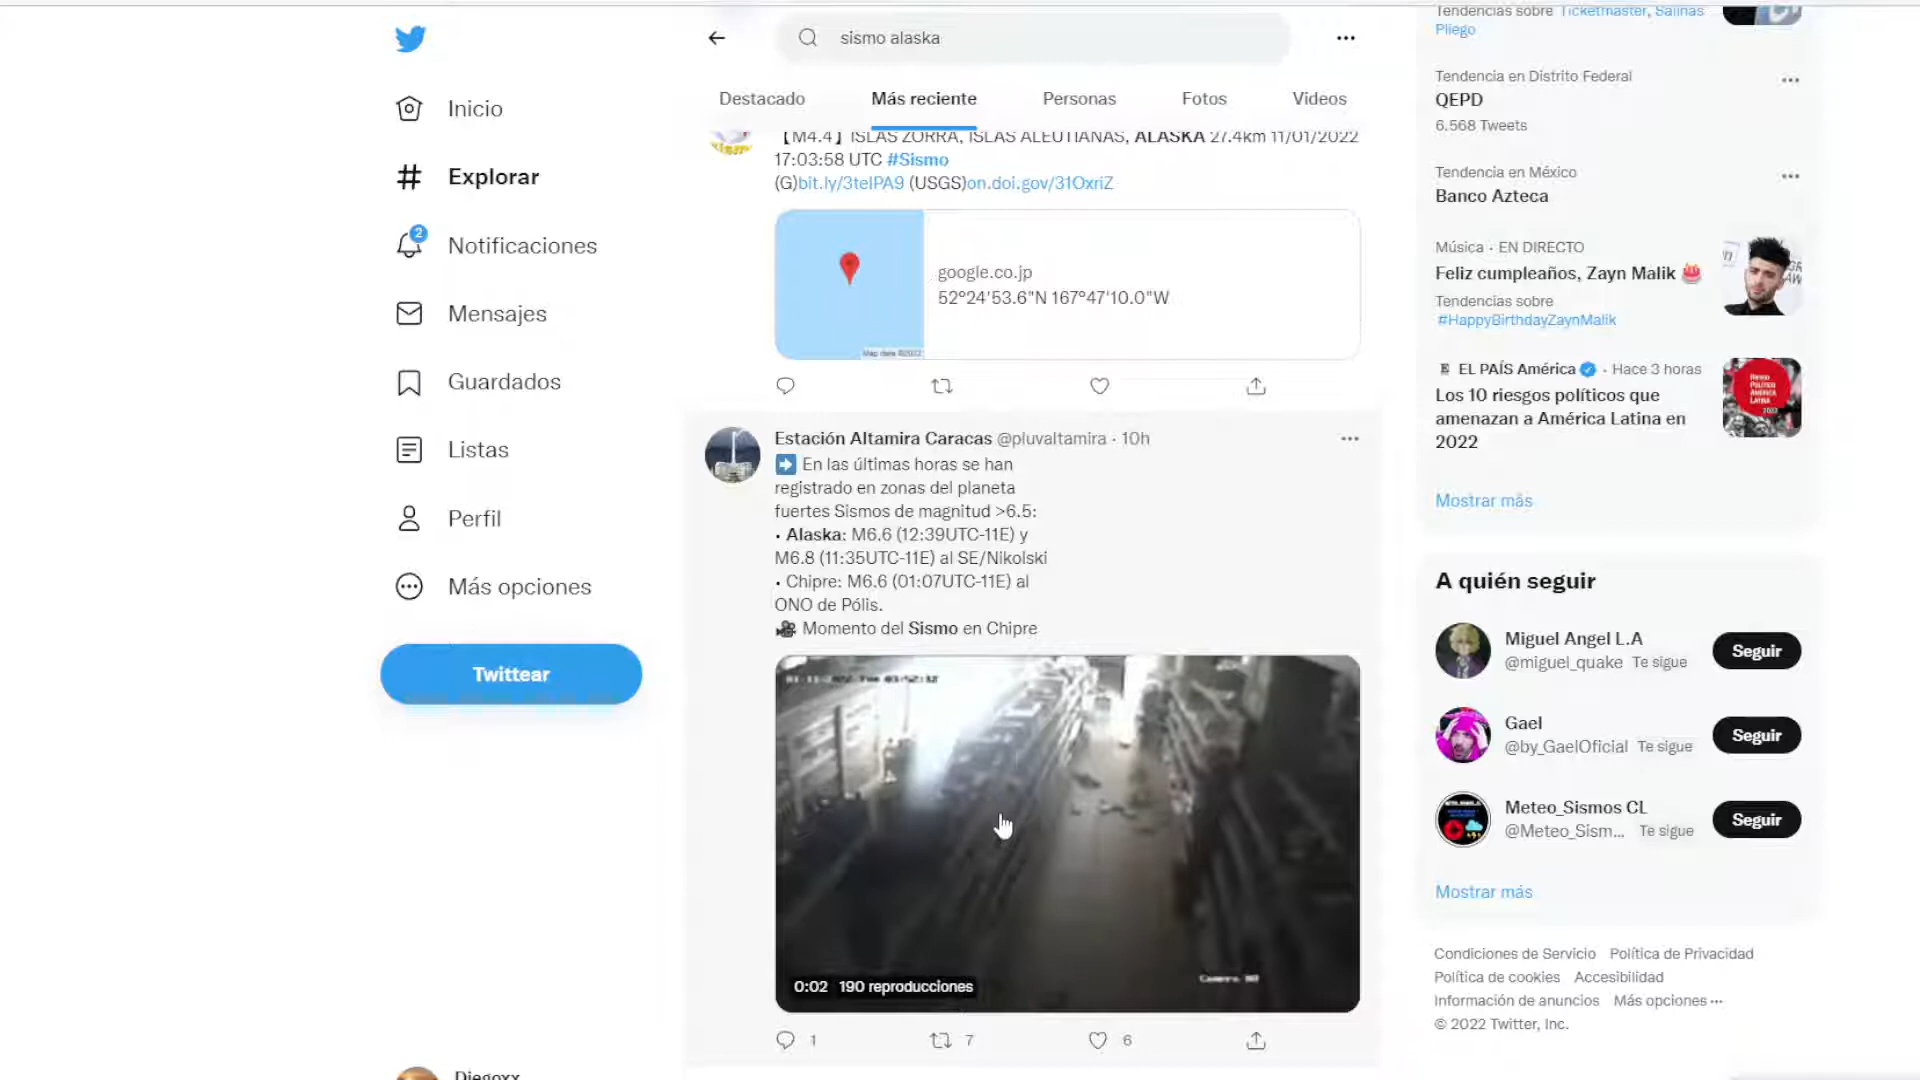 Inicio
Explorar
2
Notificaciones
Mensajes
Guardados
Listas
Perfil
Más opciones
Twittear
Diegoxx
sismo alaska
Destacado
Más reciente
Personas
Fotos
Videos
【M4.4】ISLAS ZORRA, ISLAS ALEUTIANAS, ALASKA 27.4km 11/01/2022
17:03:58 UTC #Sismo
(G)bit.ly/3teIPA9 (USGS)on.doi.gov/31OxriZ
Map data ©2022
google.co.jp
52°24'53.6"N 167°47'10.0"W
Estación Altamira Caracas @pluvaltamira · 10h
En las últimas horas se han
registrado en zonas del planeta
fuertes Sismos de magnitud >6.5:
• Alaska: M6.6 (12:39UTC-11E) y
M6.8 (11:35UTC-11E) al SE/Nikolski
• Chipre: M6.6 (01:07UTC-11E) al
ONO de Pólis.
Momento del Sismo en Chipre
0:02 190 reproducciones
1
7
6
Tendencias sobre Ticketmaster, Salinas
Pliego
Tendencia en Distrito Federal
QEPD
6.568 Tweets
Tendencia en México
Banco Azteca
Música · EN DIRECTO
Feliz cumpleaños, Zayn Malik
Tendencias sobre
#HappyBirthdayZaynMalik
EL PAÍS América · Hace 3 horas
Los 10 riesgos políticos que
amenazan a América Latina en
2022
Mostrar más
A quién seguir
Miguel Angel L.A
@miguel_quake Te sigue
Seguir
Gael
@by_GaelOficial Te sigue
Seguir
Meteo_Sismos CL
@Meteo_Sism... Te sigue
Seguir
Mostrar más
Condiciones de Servicio Política de Privacidad
Política de cookies Accesibilidad
Información de anuncios Más opciones ···
© 2022 Twitter, Inc.